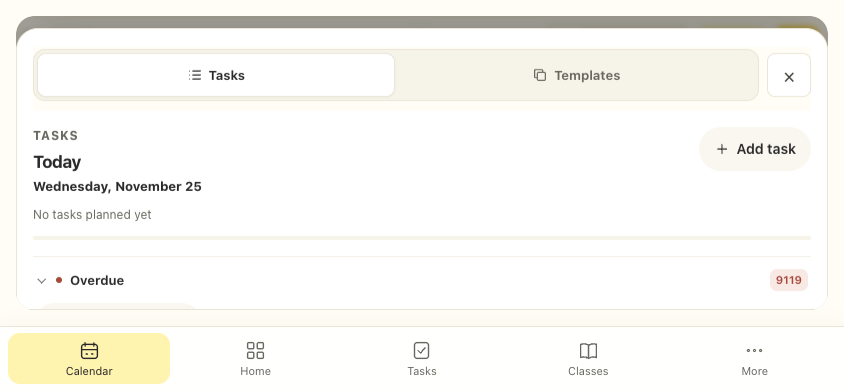 Tasks
Templates
TASKS
Today
Add task
Wednesday, November 25
No tasks planned yet
Overdue
9119
Calendar
Home
Tasks
Classes
More